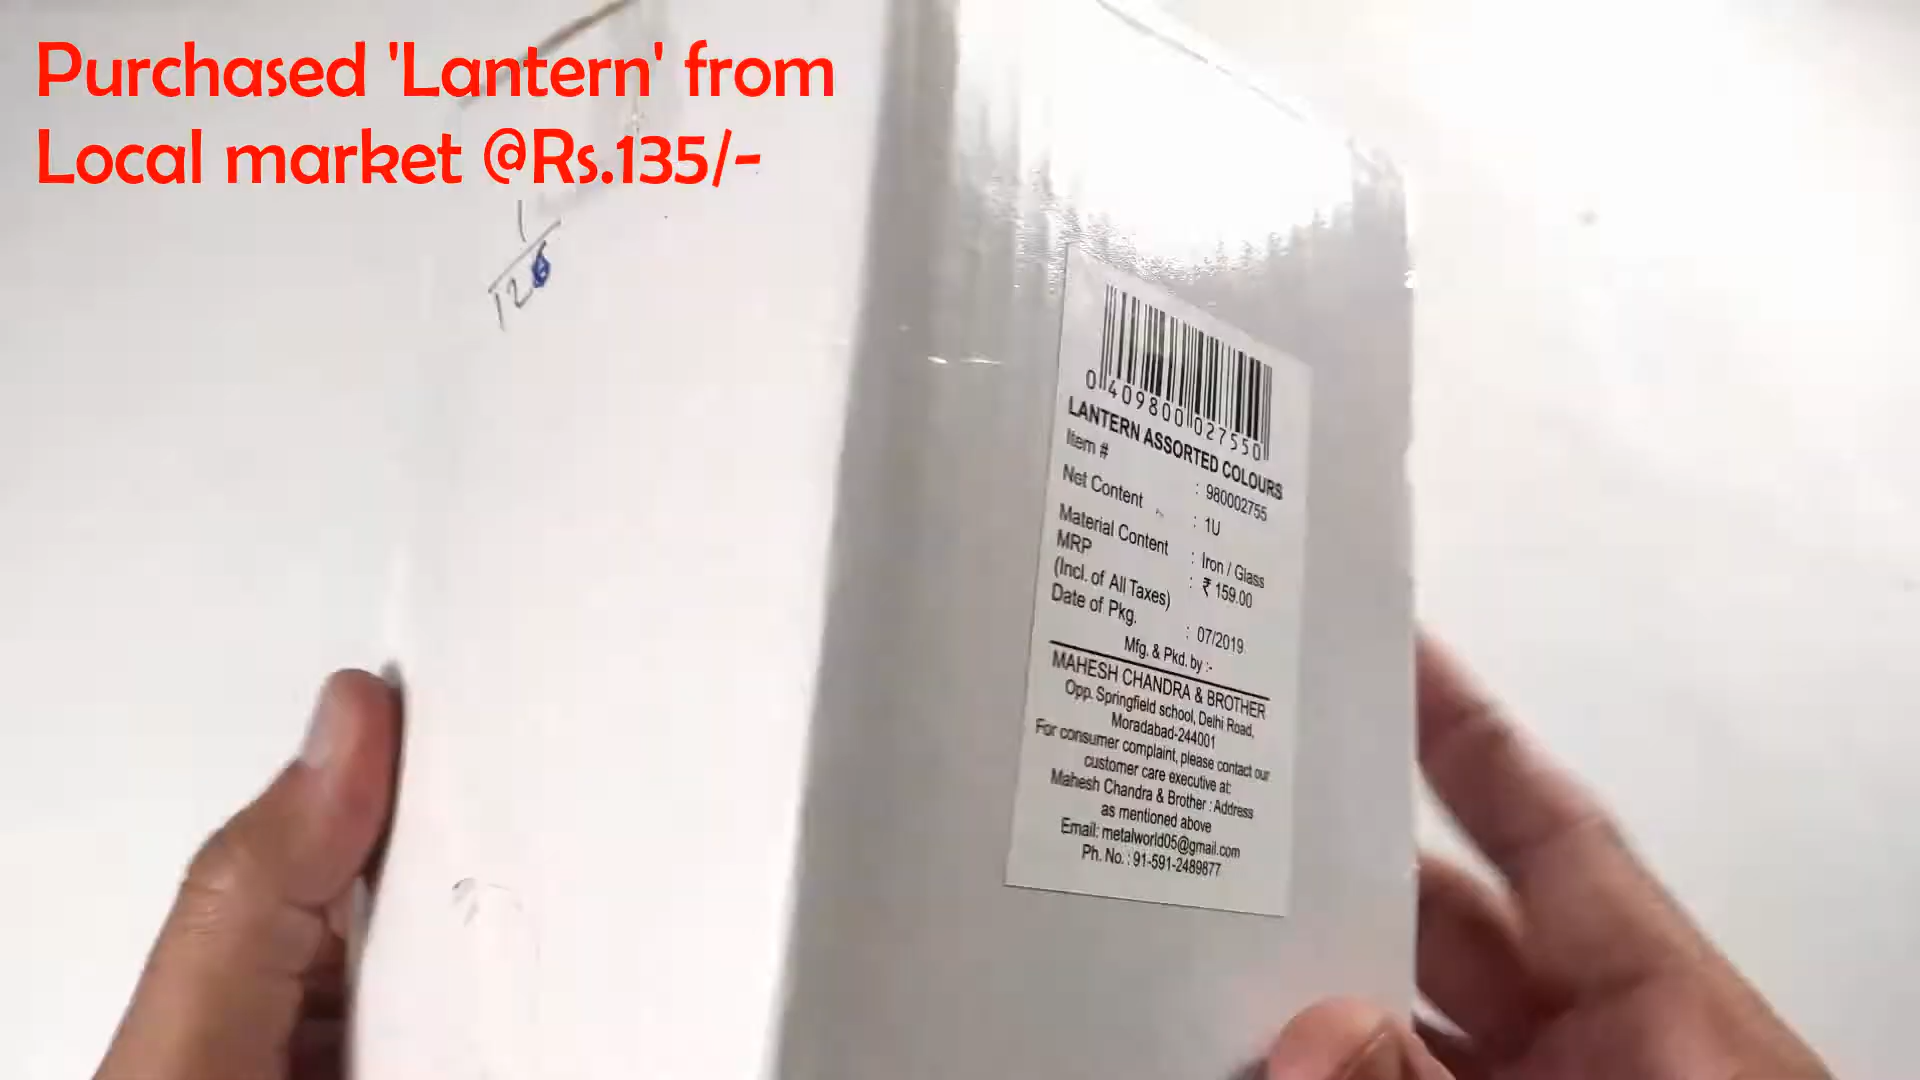 Purchased 'Lantern' from
Local market @Rs.135/-
1
126
0 409800 027550
LANTERN ASSORTED COLOURS
Item # : 980002755
Net Content : 1U
Material Content : Iron / Glass
MRP : ₹ 159.00
(Incl. of All Taxes)
Date of Pkg. : 07/2019
Mfg. & Pkd. by :-
MAHESH CHANDRA & BROTHER
Opp. Springfield school, Delhi Road,
Moradabad-244001
For consumer complaint, please contact our
customer care executive at:
Mahesh Chandra & Brother : Address
as mentioned above
Email: metalworld05@gmail.com
Ph. No. : 91-591-2489877